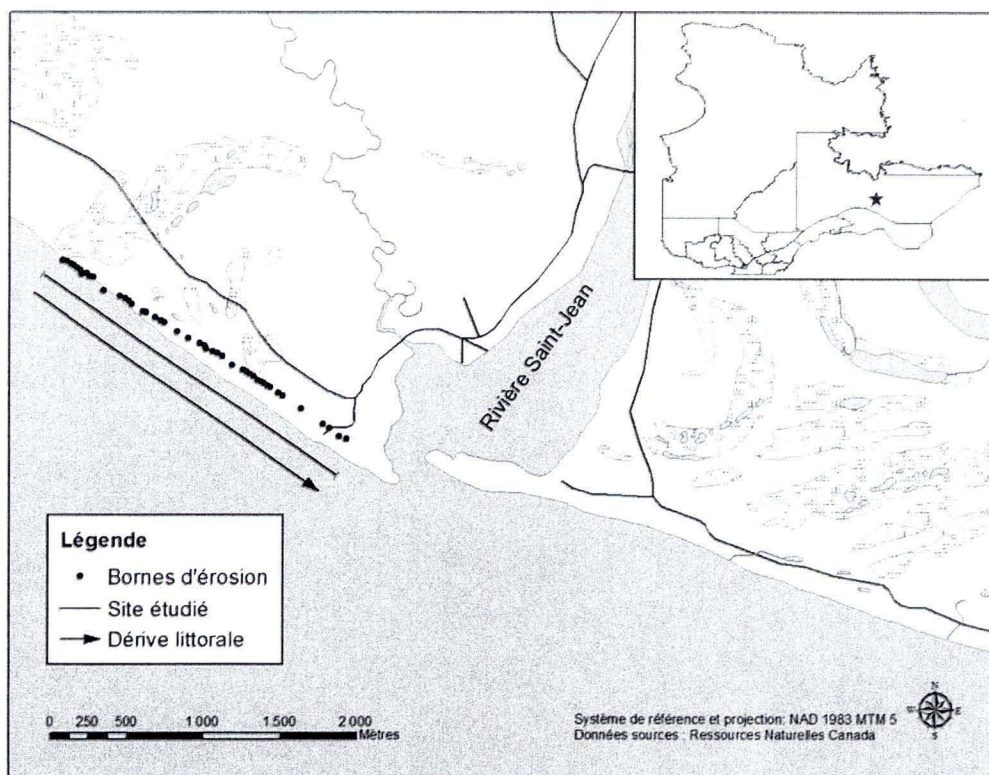 Rivière Saint-Jean
Légende
Bornes d'érosion
Site étudié
Dérive littorale
0 250 500 1 000 1 500 2 000
Mètres
Système de référence et projection: NAD 1983 MTM 5
Données sources : Ressources Naturelles Canada
N
W E
S